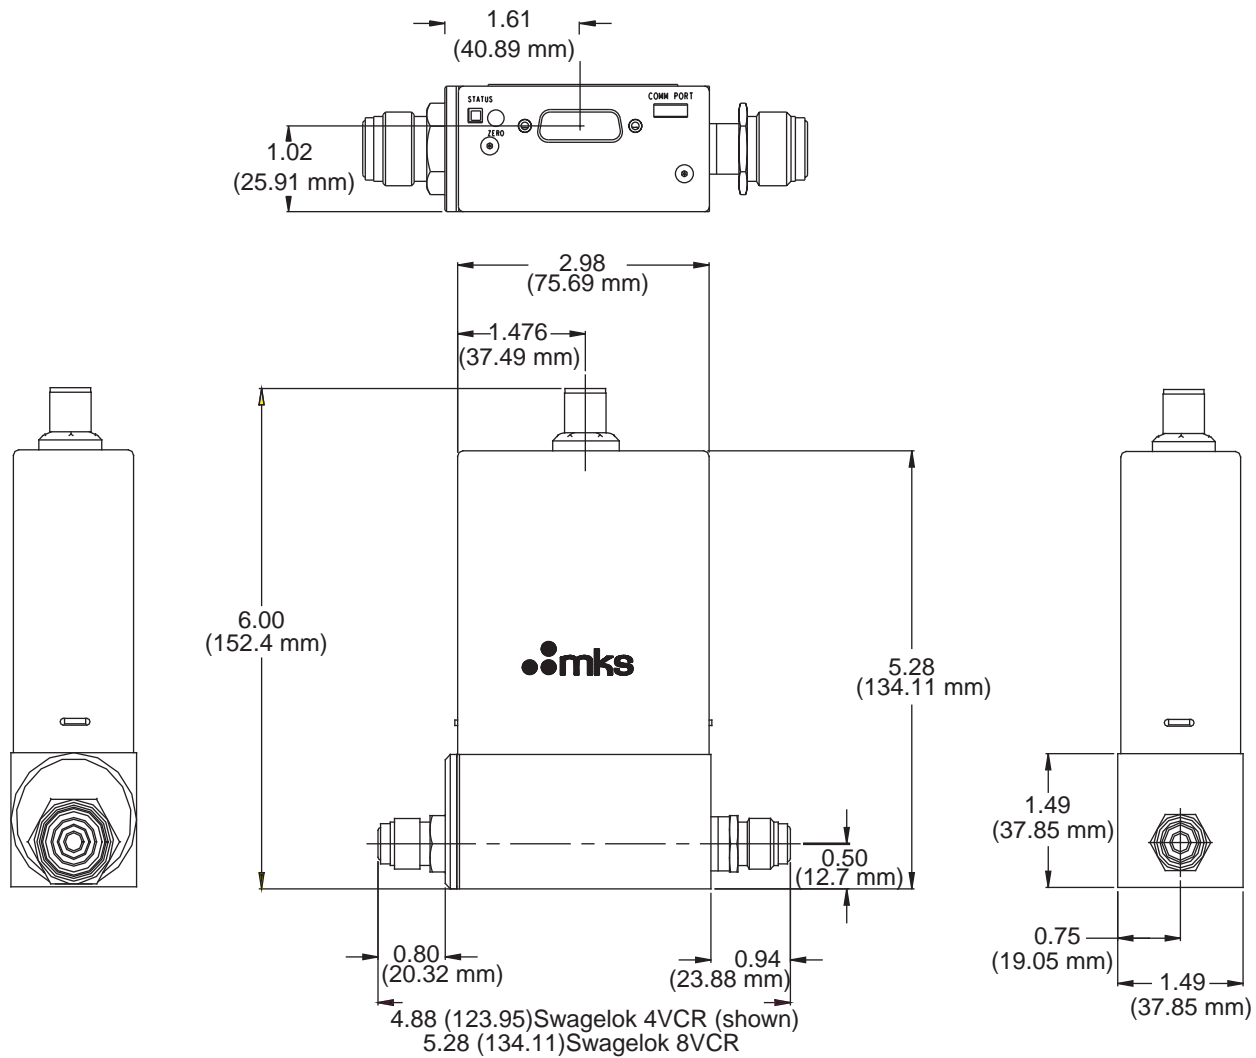 1.61
(40.89 mm)
STATUS
COMM PORT
ZERO
1.02
(25.91 mm)
2.98
(75.69 mm)
1.476
(37.49 mm)
6.00
(152.4 mm)
mks
5.28
(134.11 mm)
1.49
(37.85 mm)
0.50
(12.7 mm)
0.80
(20.32 mm)
0.94
(23.88 mm)
0.75
(19.05 mm)
1.49
(37.85 mm)
4.88 (123.95)Swagelok 4VCR (shown)
5.28 (134.11)Swagelok 8VCR